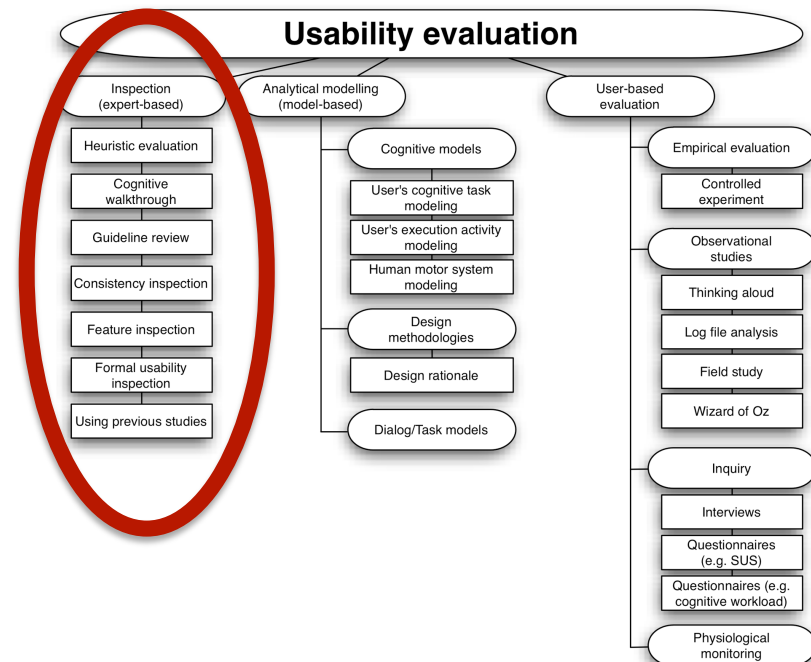 Usability evaluation
Inspection
(expert-based)
Heuristic evaluation
Cognitive
walkthrough
Guideline review
Consistency inspection
Feature inspection
Formal usability
inspection
Using previous studies
Analytical modelling
(model-based)
Cognitive models
User's cognitive task
modeling
User's execution activity
modeling
Human motor system
modeling
Design
methodologies
Design rationale
Dialog/Task models
User-based
evaluation
Empirical evaluation
Controlled
experiment
Observational
studies
Thinking aloud
Log file analysis
Field study
Wizard of Oz
Inquiry
Interviews
Questionnaires
(e.g. SUS)
Questionnaires (e.g.
cognitive workload)
Physiological
monitoring